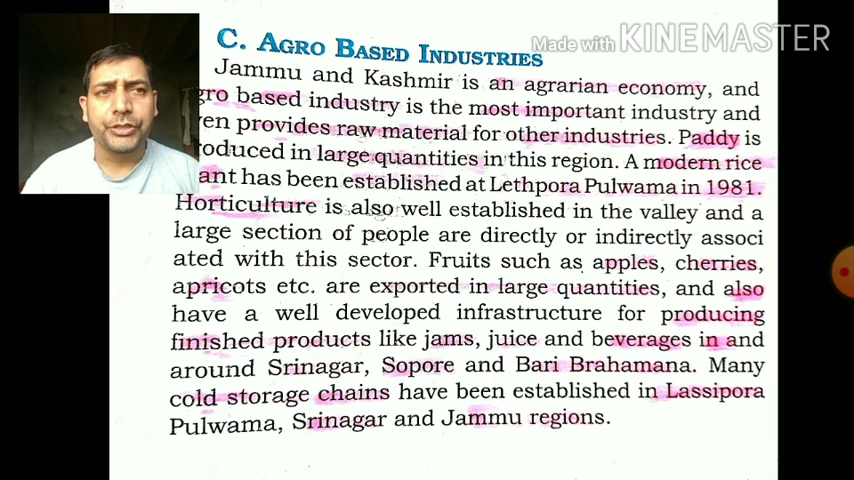 Made with KINEMASTER
C. AGRO BASED INDUSTRIES
Jammu and Kashmir is an agrarian economy, and
gro based industry is the most important industry and
ven provides raw material for other industries. Paddy is
roduced in large quantities in this region. A modern rice
ant has been established at Lethpora Pulwama in 1981.
Horticulture is also well established in the valley and a
large section of people are directly or indirectly associ
ated with this sector. Fruits such as apples, cherries,
apricots etc. are exported in large quantities, and also
have a well developed infrastructure for producing
finished products like jams, juice and beverages in and
around Srinagar, Sopore and Bari Brahamana. Many
cold storage chains have been established in Lassipora
Pulwama, Srinagar and Jammu regions.